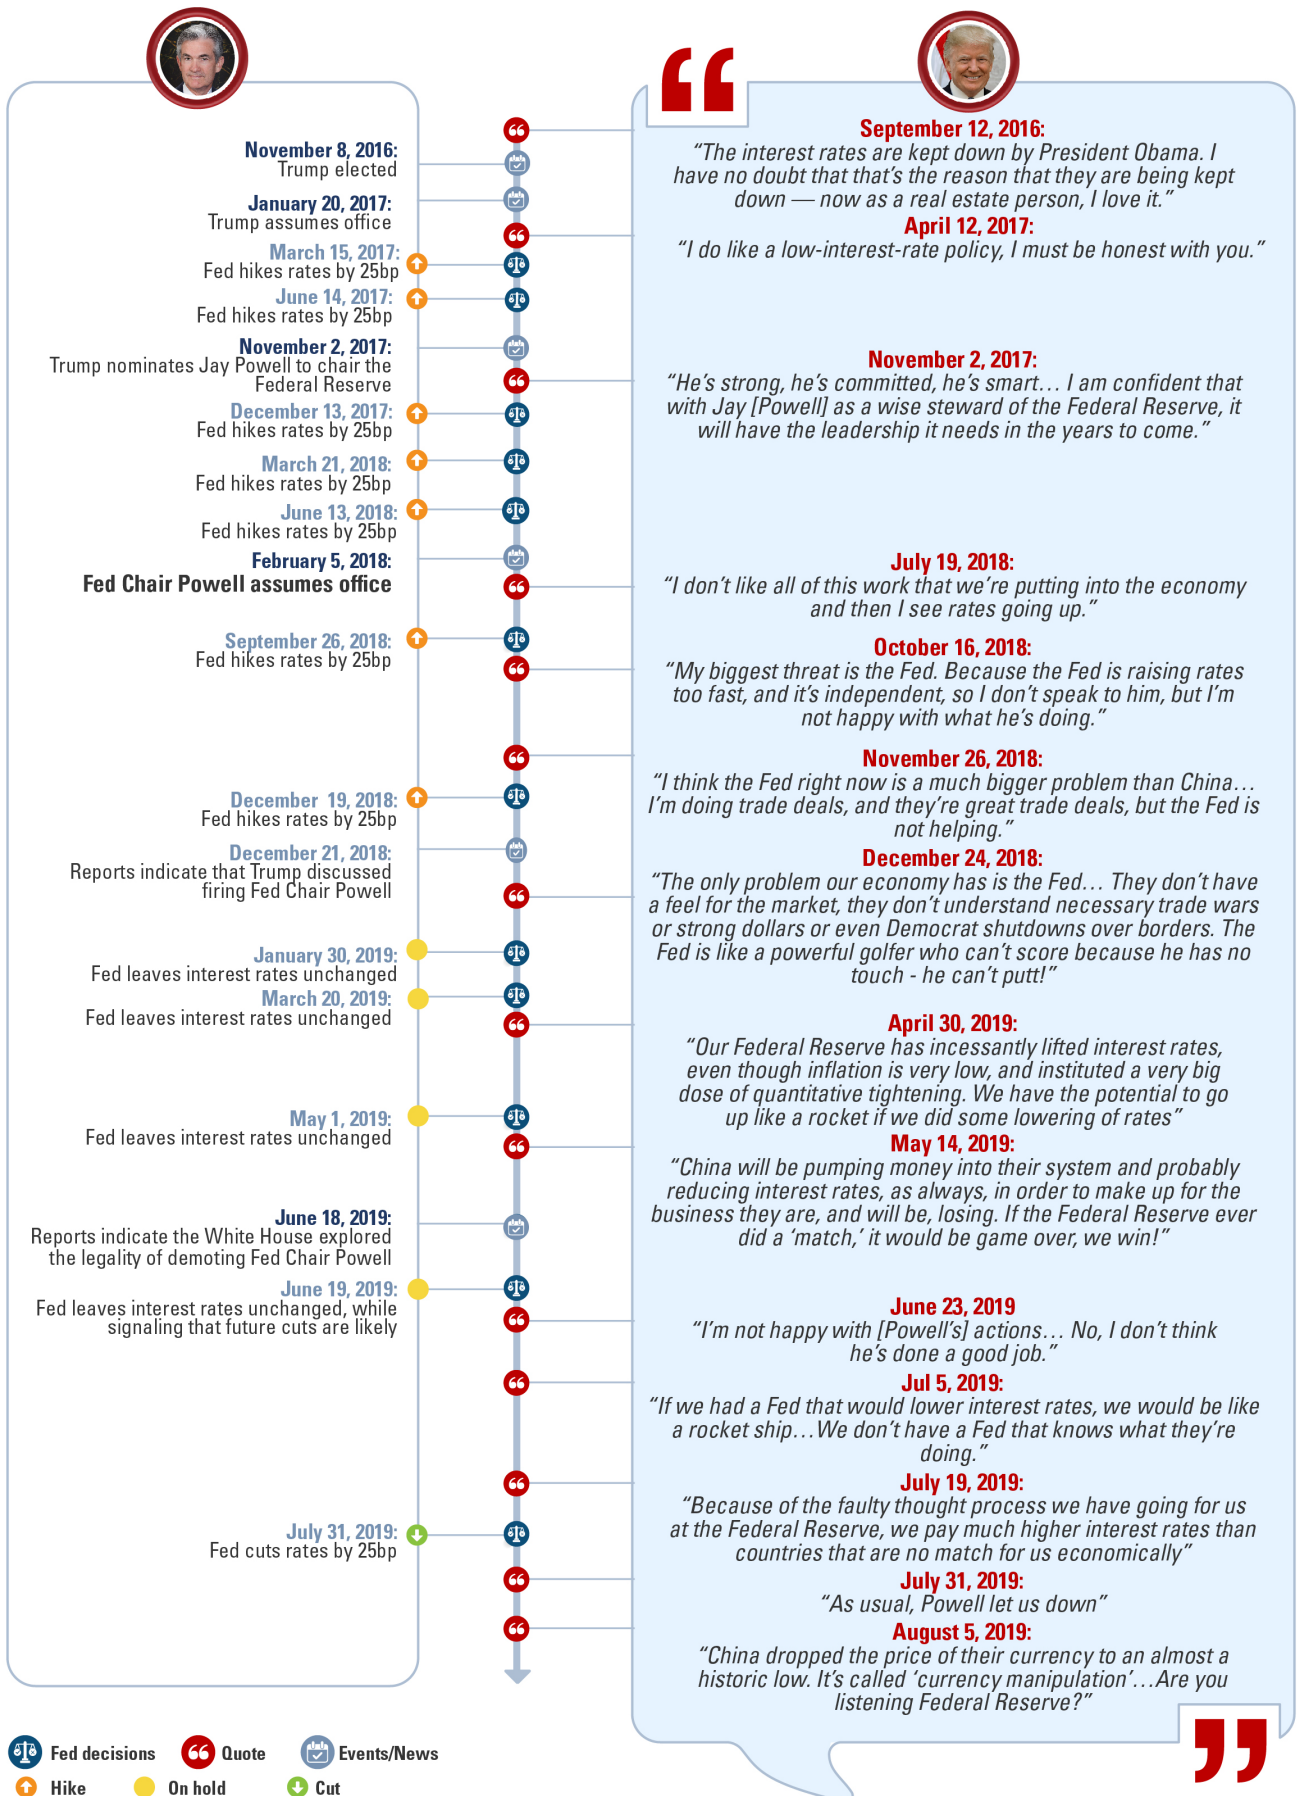 November 8, 2016:
Trump elected
January 20, 2017:
Trump assumes office
March 15, 2017:
Fed hikes rates by 25bp
June 14, 2017:
Fed hikes rates by 25bp
November 2, 2017:
Trump nominates Jay Powell to chair the
Federal Reserve
December 13, 2017:
Fed hikes rates by 25bp
March 21, 2018:
Fed hikes rates by 25bp
June 13, 2018:
Fed hikes rates by 25bp
February 5, 2018:
Fed Chair Powell assumes office
September 26, 2018:
Fed hikes rates by 25bp
December 19, 2018:
Fed hikes rates by 25bp
December 21, 2018:
Reports indicate that Trump discussed
firing Fed Chair Powell
January 30, 2019:
Fed leaves interest rates unchanged
March 20, 2019:
Fed leaves interest rates unchanged
May 1, 2019:
Fed leaves interest rates unchanged
June 18, 2019:
Reports indicate the White House explored
the legality of demoting Fed Chair Powell
June 19, 2019:
Fed leaves interest rates unchanged, while
signaling that future cuts are likely
July 31, 2019:
Fed cuts rates by 25bp
“
September 12, 2016:
“The interest rates are kept down by President Obama. I
have no doubt that that’s the reason that they are being kept
down — now as a real estate person, I love it.”
April 12, 2017:
“I do like a low-interest-rate policy, I must be honest with you.”
November 2, 2017:
“He’s strong, he’s committed, he’s smart… I am confident that
with Jay [Powell] as a wise steward of the Federal Reserve, it
will have the leadership it needs in the years to come.”
July 19, 2018:
“I don’t like all of this work that we’re putting into the economy
and then I see rates going up.”
October 16, 2018:
“My biggest threat is the Fed. Because the Fed is raising rates
too fast, and it’s independent, so I don’t speak to him, but I’m
not happy with what he’s doing.”
November 26, 2018:
“I think the Fed right now is a much bigger problem than China…
I’m doing trade deals, and they’re great trade deals, but the Fed is
not helping.”
December 24, 2018:
“The only problem our economy has is the Fed… They don’t have
a feel for the market, they don’t understand necessary trade wars
or strong dollars or even Democrat shutdowns over borders. The
Fed is like a powerful golfer who can’t score because he has no
touch - he can’t putt!”
April 30, 2019:
“Our Federal Reserve has incessantly lifted interest rates,
even though inflation is very low, and instituted a very big
dose of quantitative tightening. We have the potential to go
up like a rocket if we did some lowering of rates”
May 14, 2019:
“China will be pumping money into their system and probably
reducing interest rates, as always, in order to make up for the
business they are, and will be, losing. If the Federal Reserve ever
did a ‘match,’ it would be game over, we win!”
June 23, 2019
“I’m not happy with [Powell’s] actions… No, I don’t think
he’s done a good job.”
Jul 5, 2019:
“If we had a Fed that would lower interest rates, we would be like
a rocket ship…We don’t have a Fed that knows what they’re
doing.”
July 19, 2019:
“Because of the faulty thought process we have going for us
at the Federal Reserve, we pay much higher interest rates than
countries that are no match for us economically”
July 31, 2019:
“As usual, Powell let us down”
August 5, 2019:
“China dropped the price of their currency to an almost a
historic low. It’s called ‘currency manipulation’…Are you
listening Federal Reserve?”
”
Fed decisions Quote Events/News
Hike On hold Cut